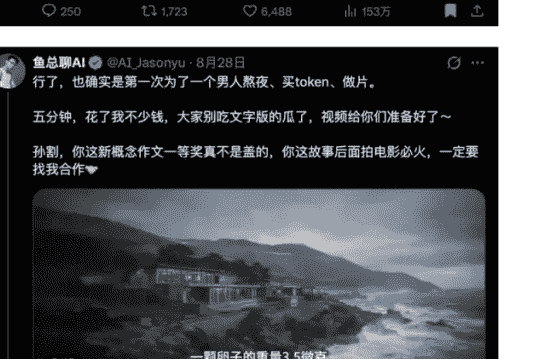 250 1,723 6,488 153万
鱼总聊AI @AI_Jasonyu · 8月28日
行了，也确实是第一次为了一个男人熬夜、买token、做片。
五分钟，花了我不少钱，大家别吃文字版的瓜了，视频给你们准备好了～
孙割，你这新概念作文一等奖真不是盖的，你这故事后面拍电影必火，一定要
找我合作
一颗卵子的重量3.5微克